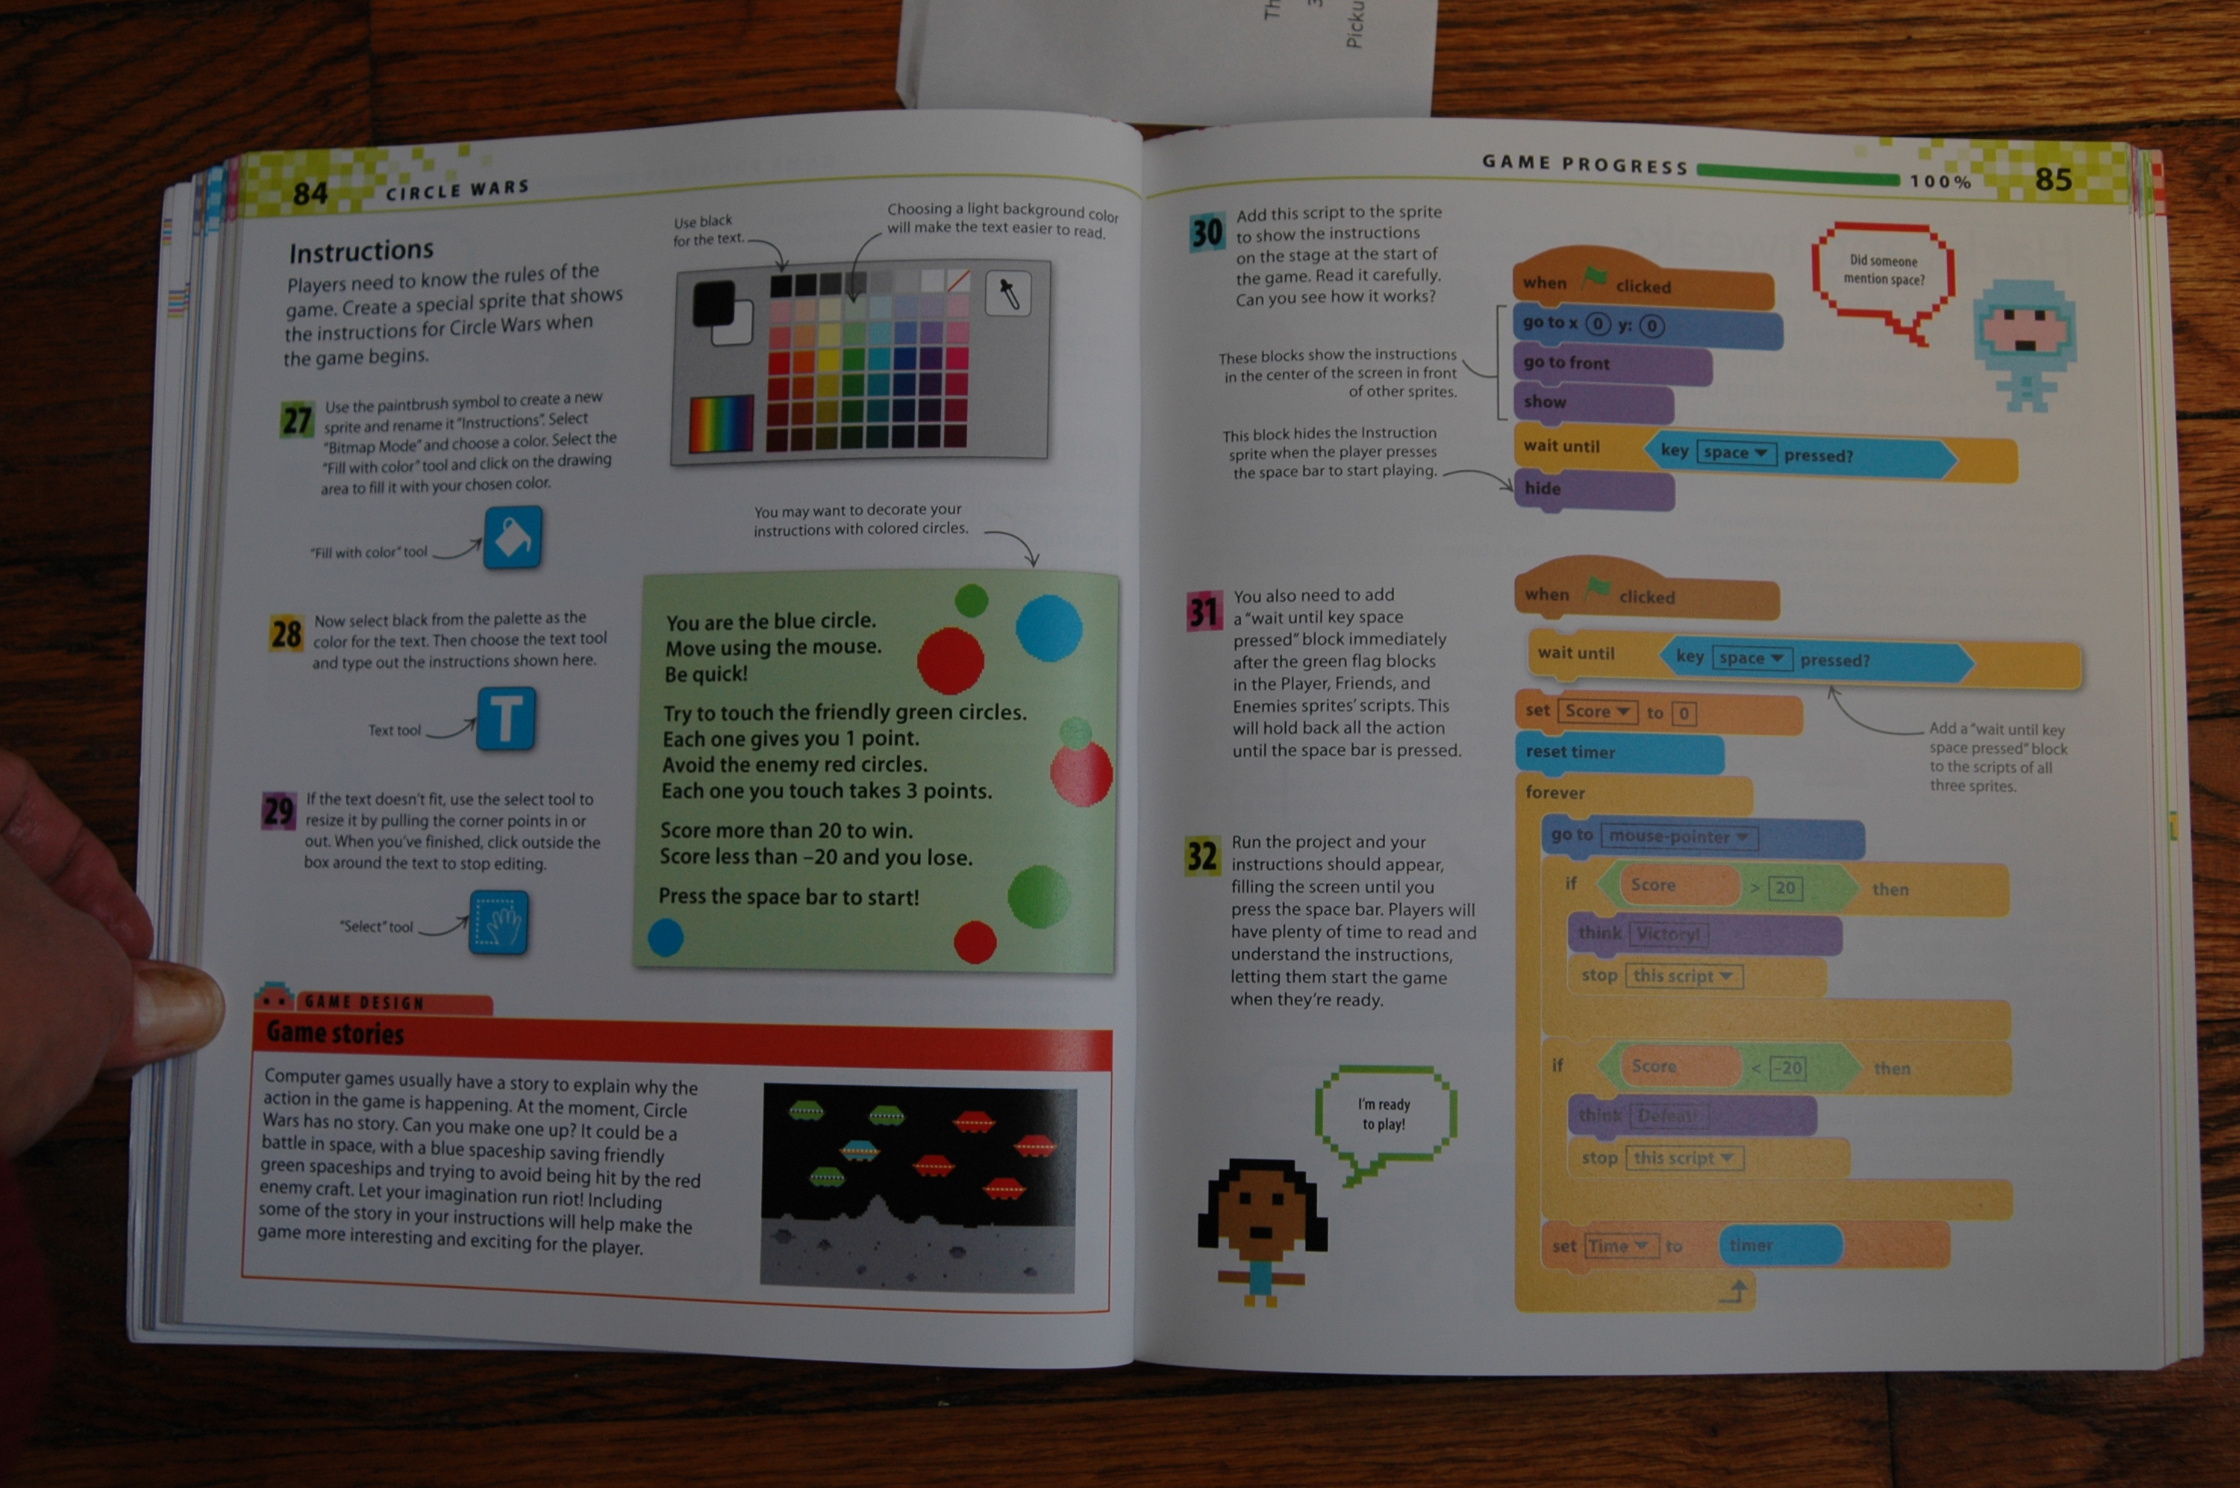 Th
3
Picku
84 CIRCLE WARS
Instructions
Players need to know the rules of the
game. Create a special sprite that shows
the instructions for Circle Wars when
the game begins.
27
Use the paintbrush symbol to create a new
sprite and rename it "Instructions". Select
"Bitmap Mode" and choose a color. Select the
"Fill with color" tool and click on the drawing
area to fill it with your chosen color.
"Fill with color" tool
28
Now select black from the palette as the
color for the text. Then choose the text tool
and type out the instructions shown here.
Text tool
T
29
If the text doesn't fit, use the select tool to
resize it by pulling the corner points in or
out. When you've finished, click outside the
box around the text to stop editing.
"Select" tool
Use black
for the text.
Choosing a light background color
will make the text easier to read.
You may want to decorate your
instructions with colored circles.
You are the blue circle.
Move using the mouse.
Be quick!
Try to touch the friendly green circles.
Each one gives you 1 point.
Avoid the enemy red circles.
Each one you touch takes 3 points.
Score more than 20 to win.
Score less than –20 and you lose.
Press the space bar to start!
GAME DESIGN
Game stories
Computer games usually have a story to explain why the
action in the game is happening. At the moment, Circle
Wars has no story. Can you make one up? It could be a
battle in space, with a blue spaceship saving friendly
green spaceships and trying to avoid being hit by the red
enemy craft. Let your imagination run riot! Including
some of the story in your instructions will help make the
game more interesting and exciting for the player.
GAME PROGRESS 100% 85
30
Add this script to the sprite
to show the instructions
on the stage at the start of
the game. Read it carefully.
Can you see how it works?
These blocks show the instructions
in the center of the screen in front
of other sprites.
This block hides the Instruction
sprite when the player presses
the space bar to start playing.
when clicked
go to x 0 y: 0
go to front
show
wait until key space pressed?
hide
Did someone
mention space?
31
You also need to add
a "wait until key space
pressed" block immediately
after the green flag blocks
in the Player, Friends, and
Enemies sprites' scripts. This
will hold back all the action
until the space bar is pressed.
32
Run the project and your
instructions should appear,
filling the screen until you
press the space bar. Players will
have plenty of time to read and
understand the instructions,
letting them start the game
when they're ready.
I'm ready
to play!
when clicked
wait until key space pressed?
set Score to 0
reset timer
forever
go to mouse-pointer
if Score > 20 then
think Victory!
stop this script
if Score < –20 then
think Defeat!
stop this script
set Time to timer
Add a "wait until key
space pressed" block
to the scripts of all
three sprites.